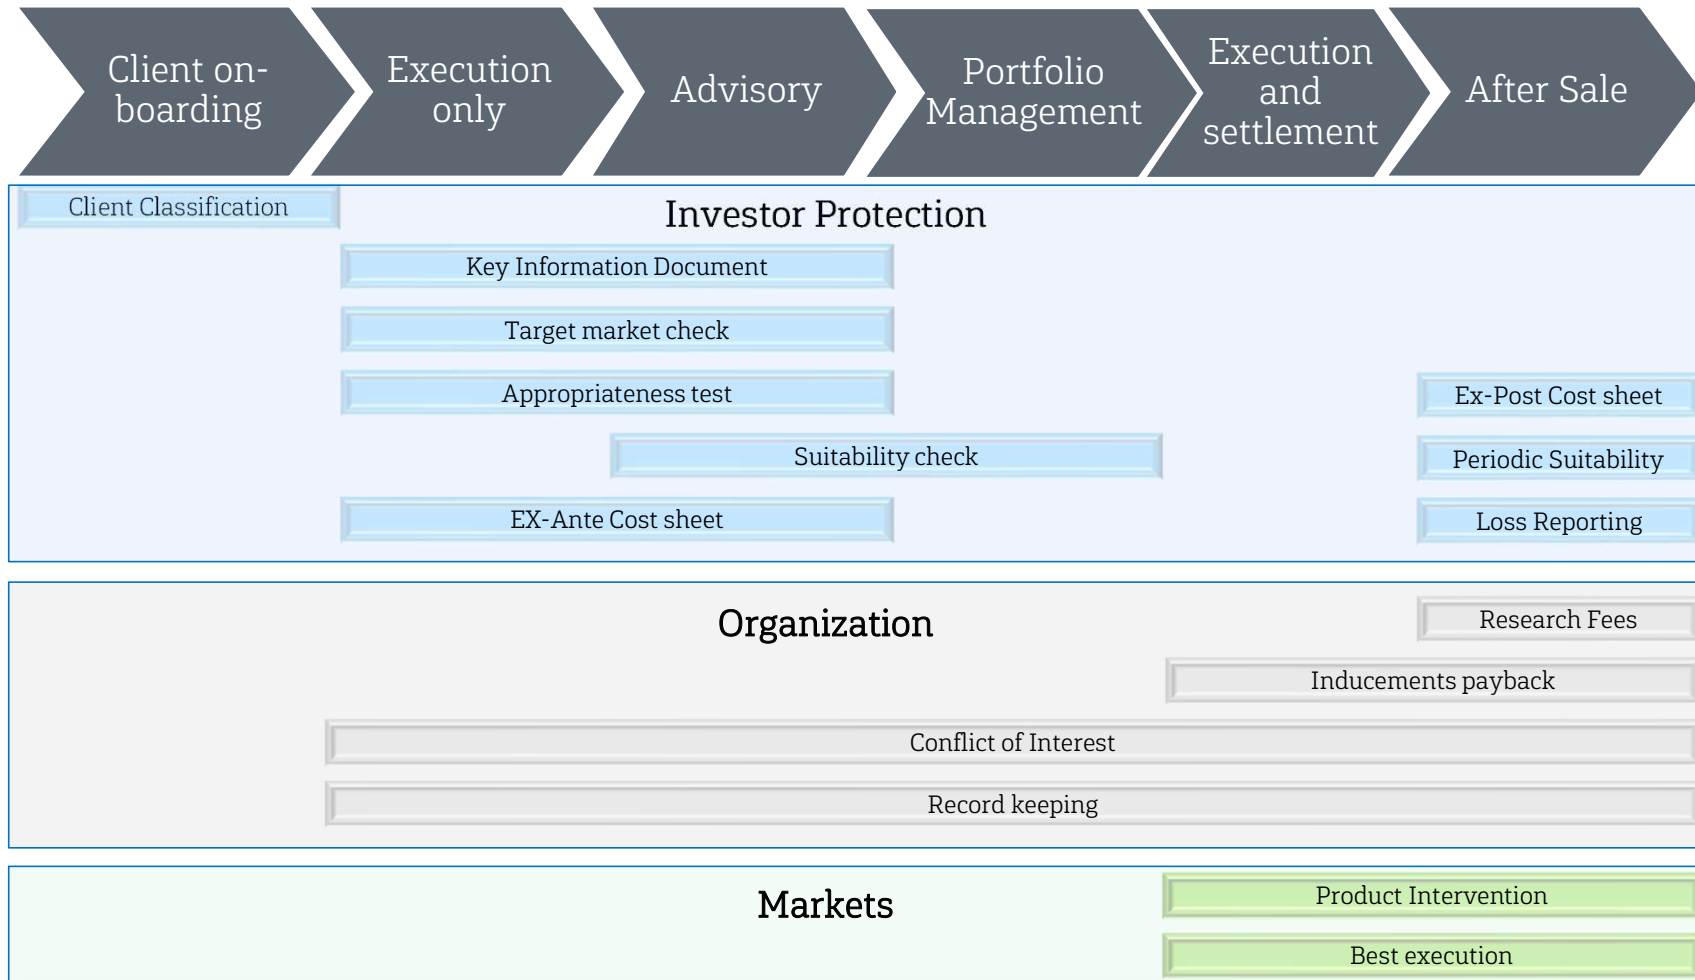 Client on-
boarding
Execution
only
Advisory
Portfolio
Management
Execution
and
settlement
After Sale
Client Classification
Investor Protection
Key Information Document
Target market check
Appropriateness test
Ex-Post Cost sheet
Suitability check
Periodic Suitability
EX-Ante Cost sheet
Loss Reporting
Organization
Research Fees
Inducements payback
Conflict of Interest
Record keeping
Markets
Product Intervention
Best execution